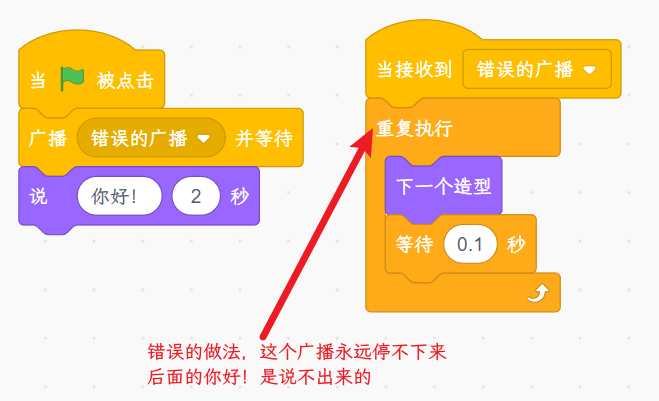 当 被点击
广播 错误的广播 并等待
说 你好！ 2 秒
当接收到 错误的广播
重复执行
下一个造型
等待 0.1 秒
错误的做法，这个广播永远停不下来
后面的你好！是说不出来的